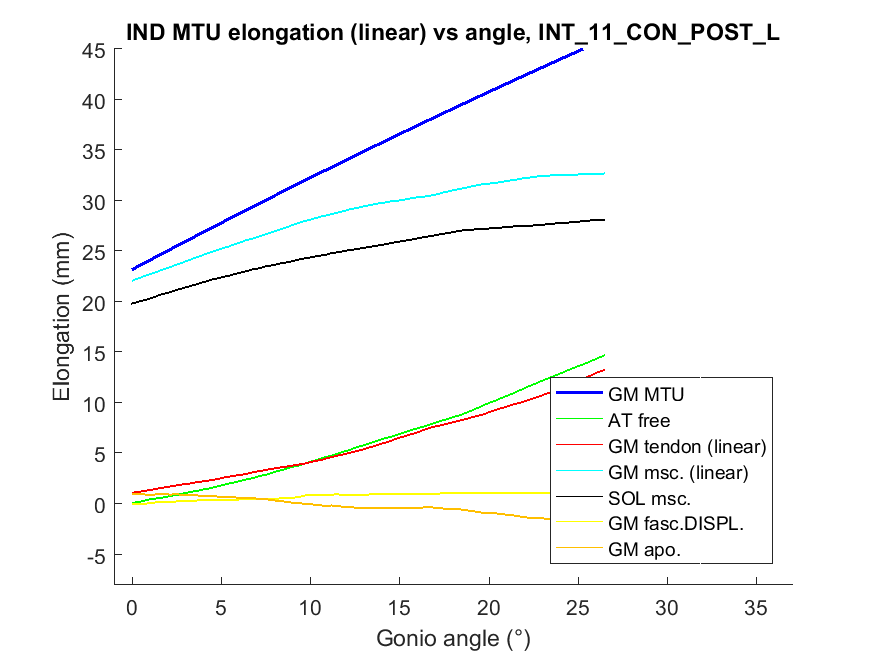 IND MTU elongation (linear) vs angle, INT_11_CON_POST_L
45
40
35
30
25
20
15
10
5
0
-5
Elongation (mm)
GM MTU
AT free
GM tendon (linear)
GM msc. (linear)
SOL msc.
GM fasc.DISPL.
GM apo.
0 5 10 15 20 25 30 35
Gonio angle (°)